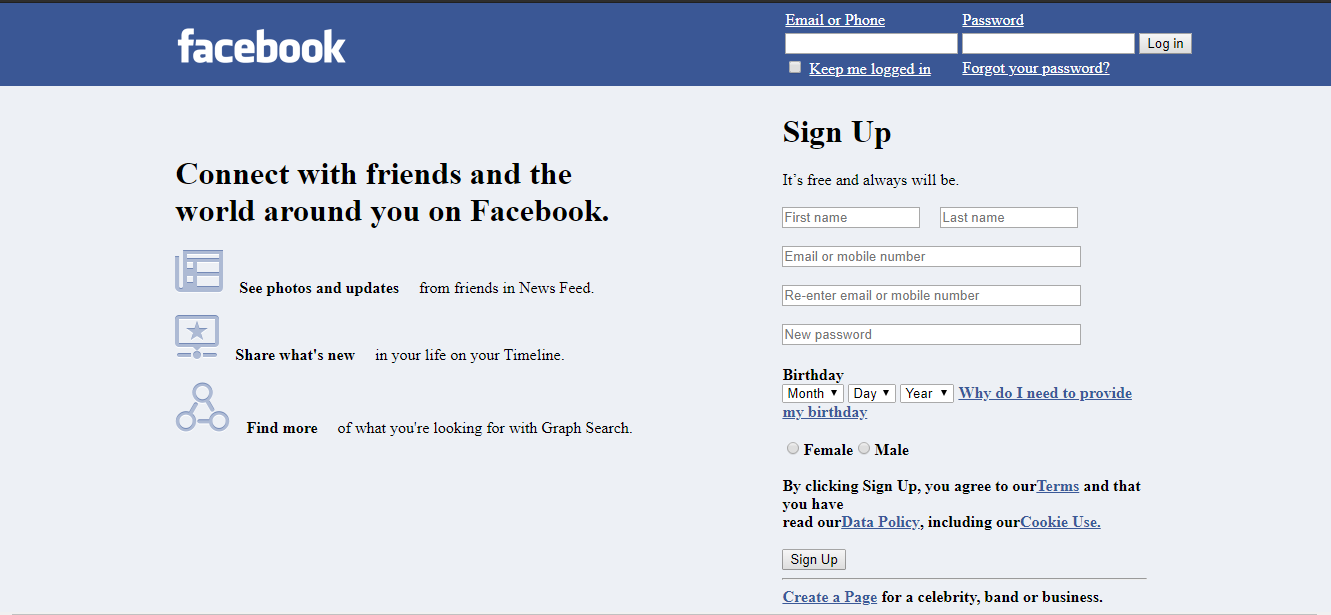 facebook
Email or Phone
Password
Log in
Keep me logged in
Forgot your password?
Connect with friends and the
world around you on Facebook.
See photos and updates from friends in News Feed.
Share what's new in your life on your Timeline.
Find more of what you're looking for with Graph Search.
Sign Up
It’s free and always will be.
First name
Last name
Email or mobile number
Re-enter email or mobile number
New password
Birthday
Month Day Year Why do I need to provide
my birthday
Female Male
By clicking Sign Up, you agree to ourTerms and that
you have
read ourData Policy, including ourCookie Use.
Sign Up
Create a Page for a celebrity, band or business.